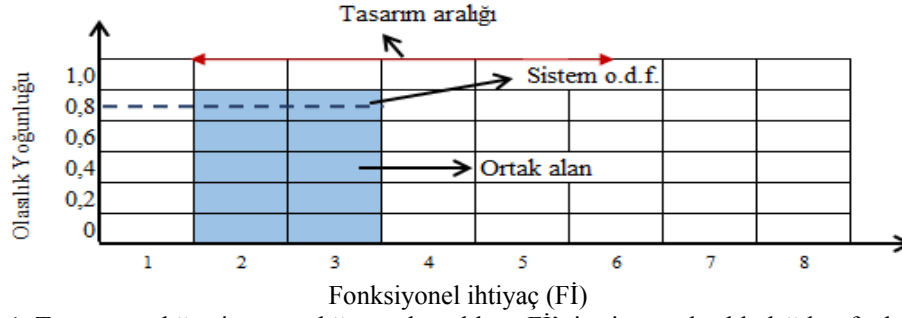 Tasarım aralığı
Olasılık Yoğunluğu
1,0
0,8
0,6
0,4
0,2
0
Sistem o.d.f.
Ortak alan
1 2 3 4 5 6 7 8
Fonksiyonel ihtiyaç (Fİ)